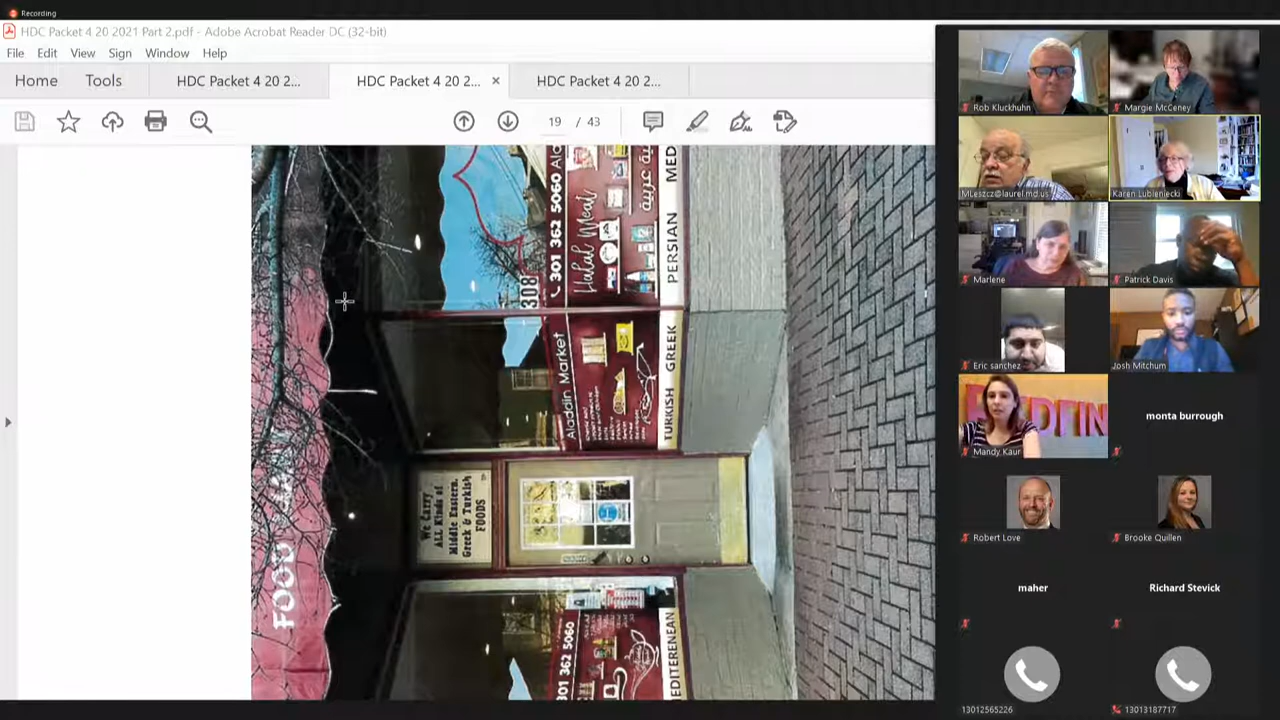 Recording
HDC Packet 4 20 2021 Part 2.pdf - Adobe Acrobat Reader DC (32-bit)
File Edit View Sign Window Help
Home Tools HDC Packet 4 20 2... HDC Packet 4 20 2... × HDC Packet 4 20 2...
19 / 43
FOOD
308
301 362 5060 Ala
Halal Meat
PERSIAN MED
Aladdin Market
TURKISH GREEK
We Carry
ALL Kinds of
Middle Eastern,
Greek & Turkish
FOODS
301 362 5060
EDITERENEAN
Rob Kluckhuhn
Margie McCeney
MLeszcz@laurel.md.us
Karen Lubieniecki
Marlene
Patrick Davis
Eric sanchez
Josh Mitchum
REDFIN
Mandy Kaur
monta burrough
Robert Love
Brooke Quillen
maher
Richard Stevick
13012565226
13013187717